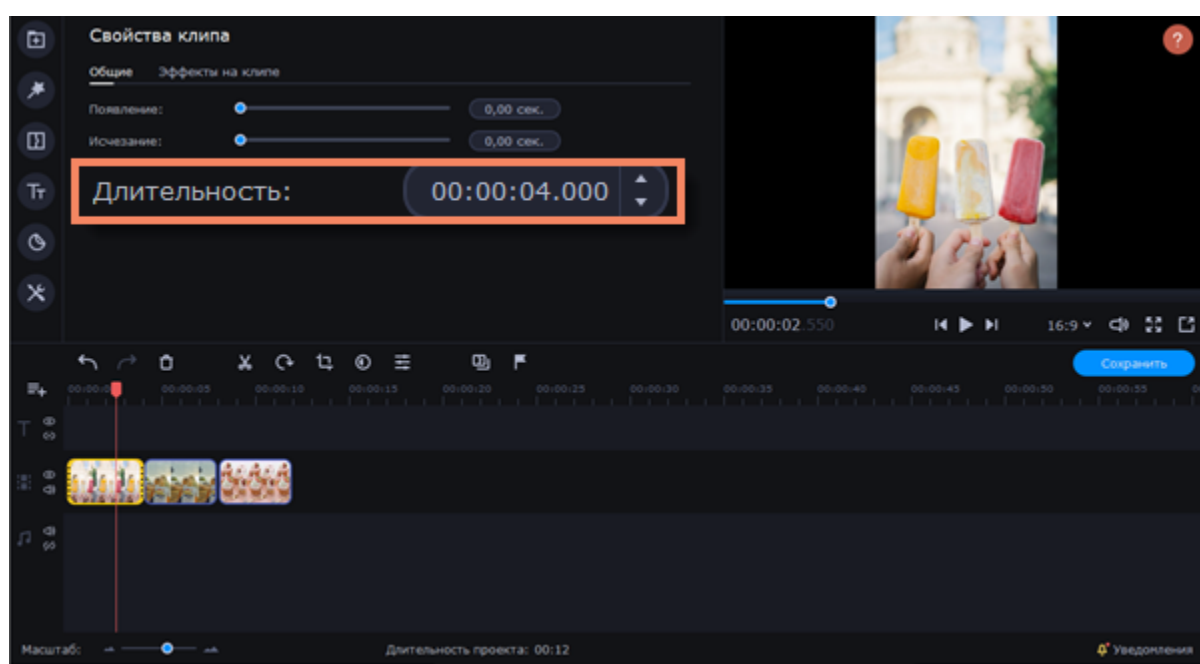 Свойства клипа
?
Общие Эффекты на клипе
Появление: 0,00 сек.
Исчезание: 0,00 сек.
Длительность: 00:00:04.000
00:00:02.550 16:9
Сохранить
00:00:05 00:00:10 00:00:15 00:00:20 00:00:25 00:00:30 00:00:35 00:00:40 00:00:45 00:00:50 00:00:55
Масштаб: Длительность проекта: 00:12 Уведомления